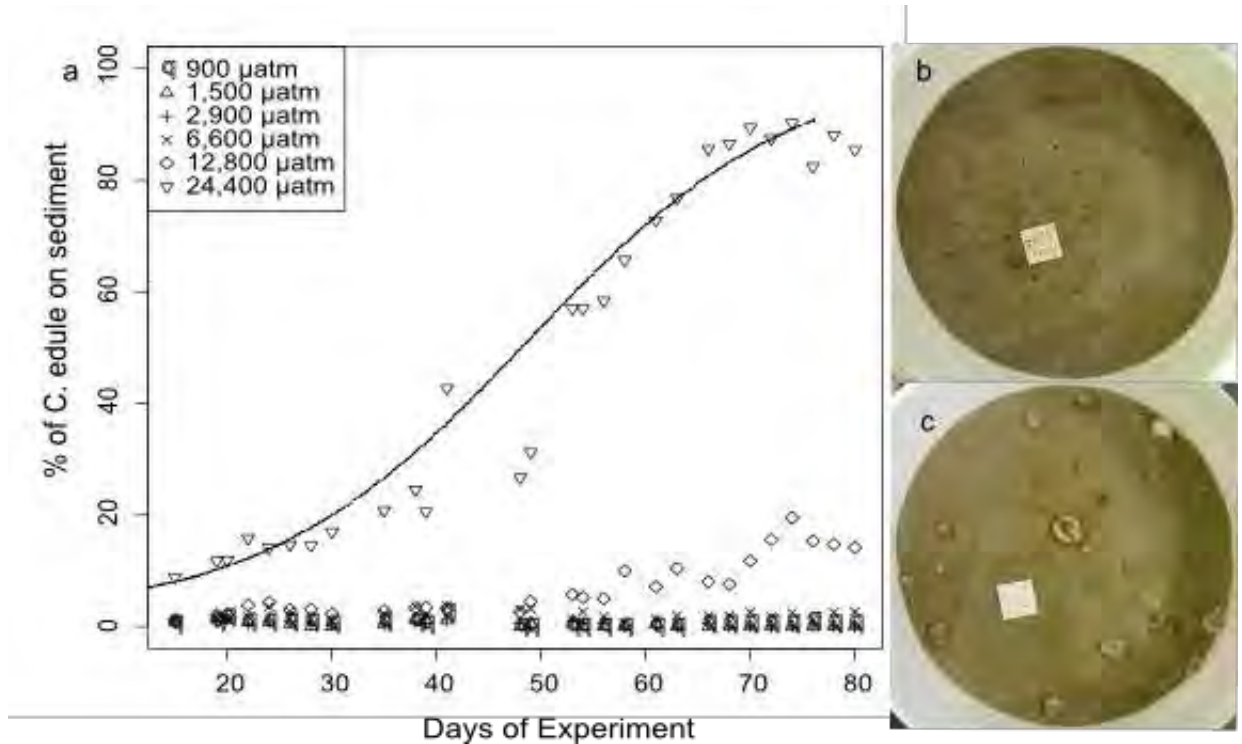 a
900 µatm
1,500 µatm
2,900 µatm
6,600 µatm
12,800 µatm
24,400 µatm
% of C. edule on sediment
100
80
60
40
20
0
20 30 40 50 60 70 80
Days of Experiment
b
c